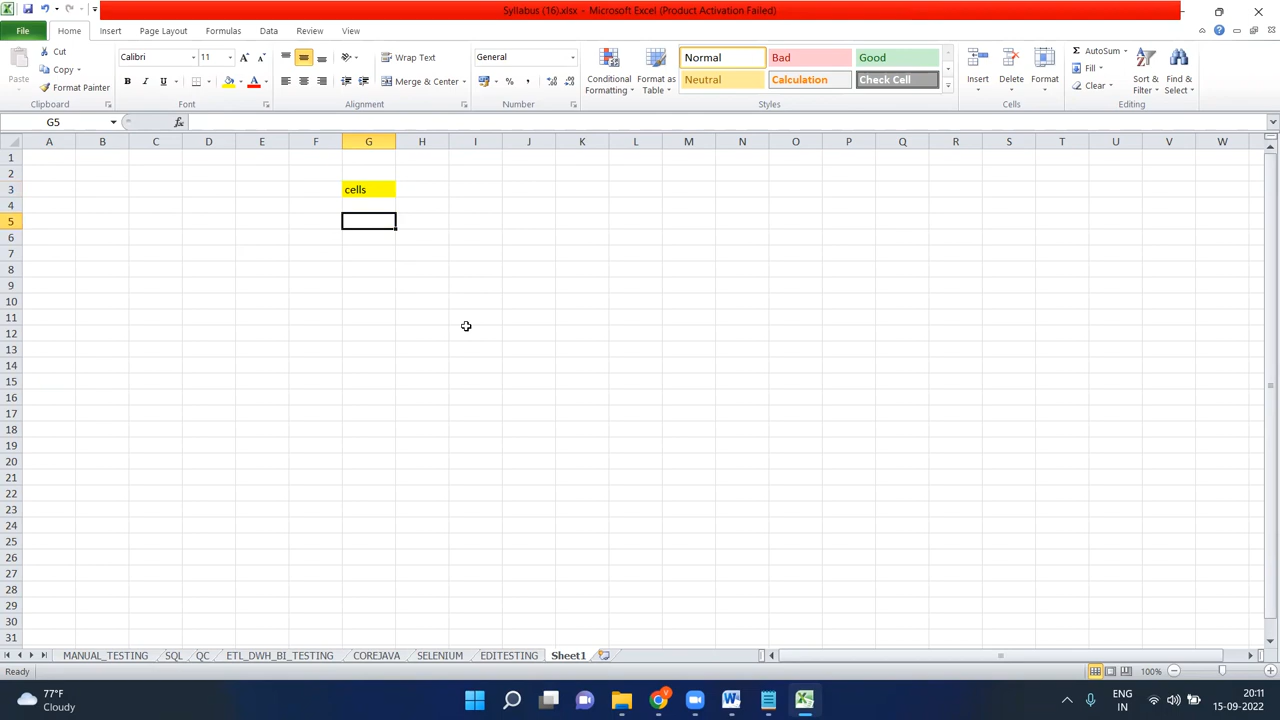 Syllabus (16).xlsx - Microsoft Excel (Product Activation Failed)
File Home Insert Page Layout Formulas Data Review View
Cut
Copy
Format Painter
Paste
Clipboard
Calibri 11
B I U
Font
Wrap Text
Merge & Center
Alignment
General
% ,
Number
Conditional Formatting
Format as Table
Normal Bad Good
Neutral Calculation Check Cell
Styles
Insert Delete Format
Cells
AutoSum
Fill
Clear
Sort & Filter
Find & Select
Editing
G5 fx
A B C D E F G H I J K L M N O P Q R S T U V W
1
2
3 cells
4
5
6
7
8
9
10
11
12
13
14
15
16
17
18
19
20
21
22
23
24
25
26
27
28
29
30
31
MANUAL_TESTING SQL QC ETL_DWH_BI_TESTING COREJAVA SELENIUM EDITESTING Sheet1
Ready 100%
77°F
Cloudy
ENG
IN
20:11
15-09-2022